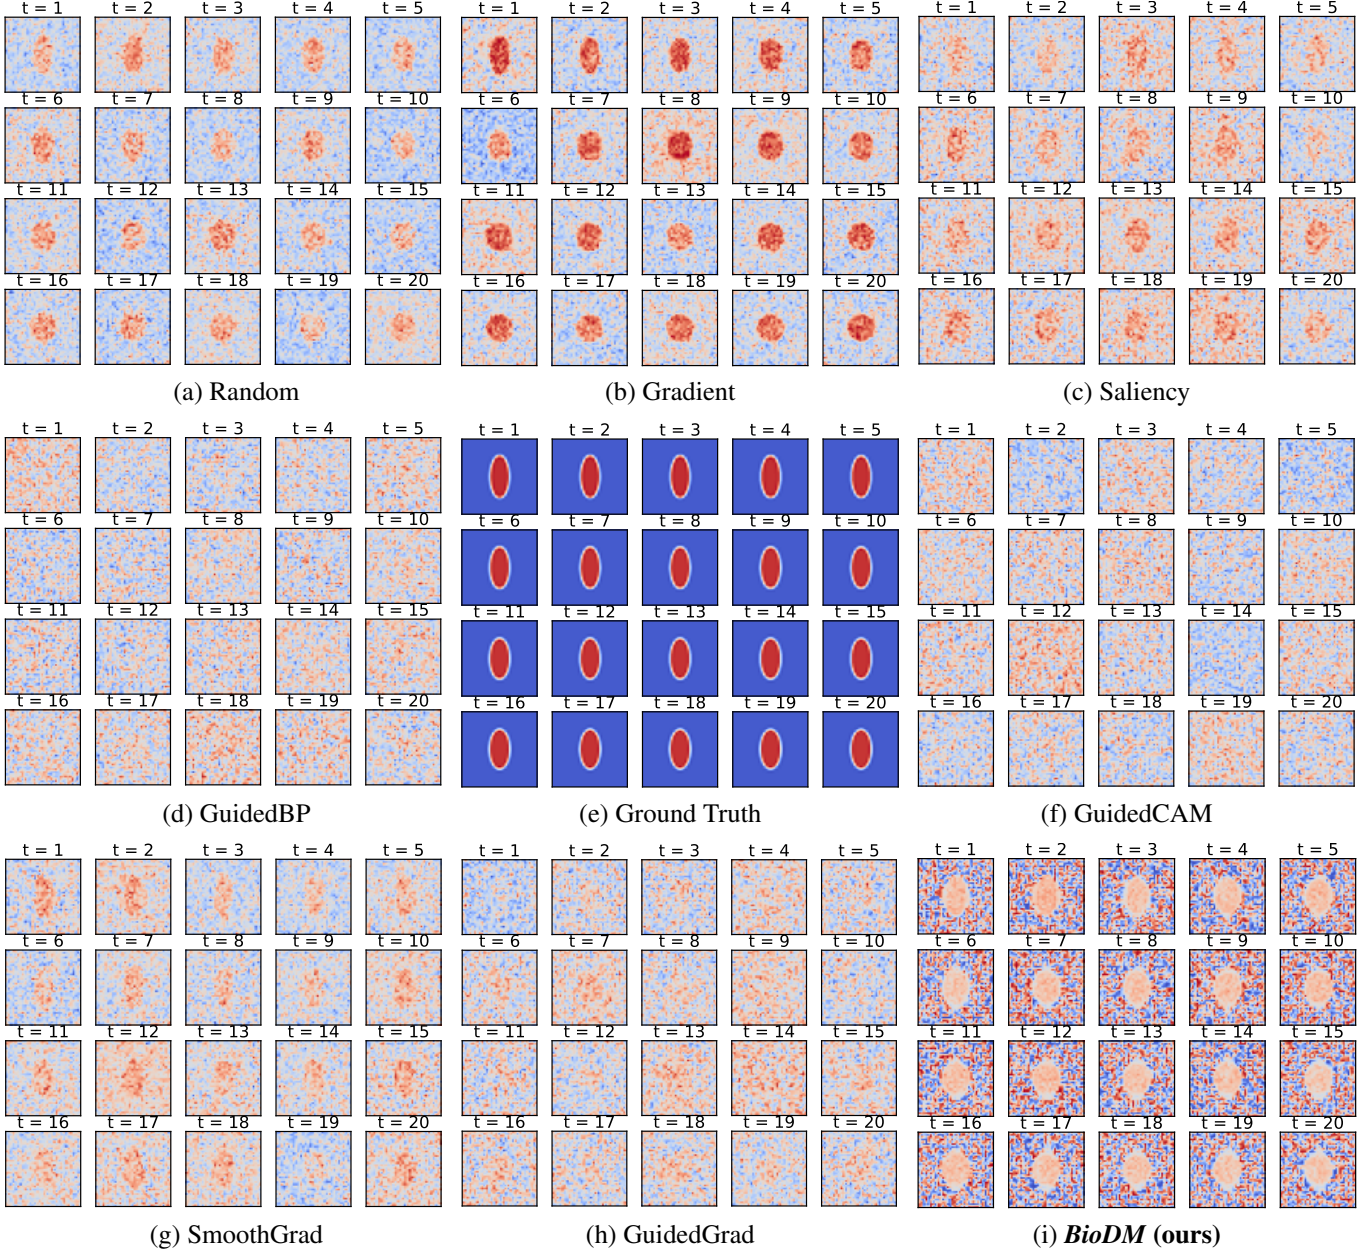 t = 1 t = 2 t = 3 t = 4 t = 5
t = 6 t = 7 t = 8 t = 9 t = 10
t = 11 t = 12 t = 13 t = 14 t = 15
t = 16 t = 17 t = 18 t = 19 t = 20
(a) Random
t = 1 t = 2 t = 3 t = 4 t = 5
t = 6 t = 7 t = 8 t = 9 t = 10
t = 11 t = 12 t = 13 t = 14 t = 15
t = 16 t = 17 t = 18 t = 19 t = 20
(b) Gradient
t = 1 t = 2 t = 3 t = 4 t = 5
t = 6 t = 7 t = 8 t = 9 t = 10
t = 11 t = 12 t = 13 t = 14 t = 15
t = 16 t = 17 t = 18 t = 19 t = 20
(c) Saliency
t = 1 t = 2 t = 3 t = 4 t = 5
t = 6 t = 7 t = 8 t = 9 t = 10
t = 11 t = 12 t = 13 t = 14 t = 15
t = 16 t = 17 t = 18 t = 19 t = 20
(d) GuidedBP
t = 1 t = 2 t = 3 t = 4 t = 5
t = 6 t = 7 t = 8 t = 9 t = 10
t = 11 t = 12 t = 13 t = 14 t = 15
t = 16 t = 17 t = 18 t = 19 t = 20
(e) Ground Truth
t = 1 t = 2 t = 3 t = 4 t = 5
t = 6 t = 7 t = 8 t = 9 t = 10
t = 11 t = 12 t = 13 t = 14 t = 15
t = 16 t = 17 t = 18 t = 19 t = 20
(f) GuidedCAM
t = 1 t = 2 t = 3 t = 4 t = 5
t = 6 t = 7 t = 8 t = 9 t = 10
t = 11 t = 12 t = 13 t = 14 t = 15
t = 16 t = 17 t = 18 t = 19 t = 20
(g) SmoothGrad
t = 1 t = 2 t = 3 t = 4 t = 5
t = 6 t = 7 t = 8 t = 9 t = 10
t = 11 t = 12 t = 13 t = 14 t = 15
t = 16 t = 17 t = 18 t = 19 t = 20
(h) GuidedGrad
t = 1 t = 2 t = 3 t = 4 t = 5
t = 6 t = 7 t = 8 t = 9 t = 10
t = 11 t = 12 t = 13 t = 14 t = 15
t = 16 t = 17 t = 18 t = 19 t = 20
(i) BioDM (ours)